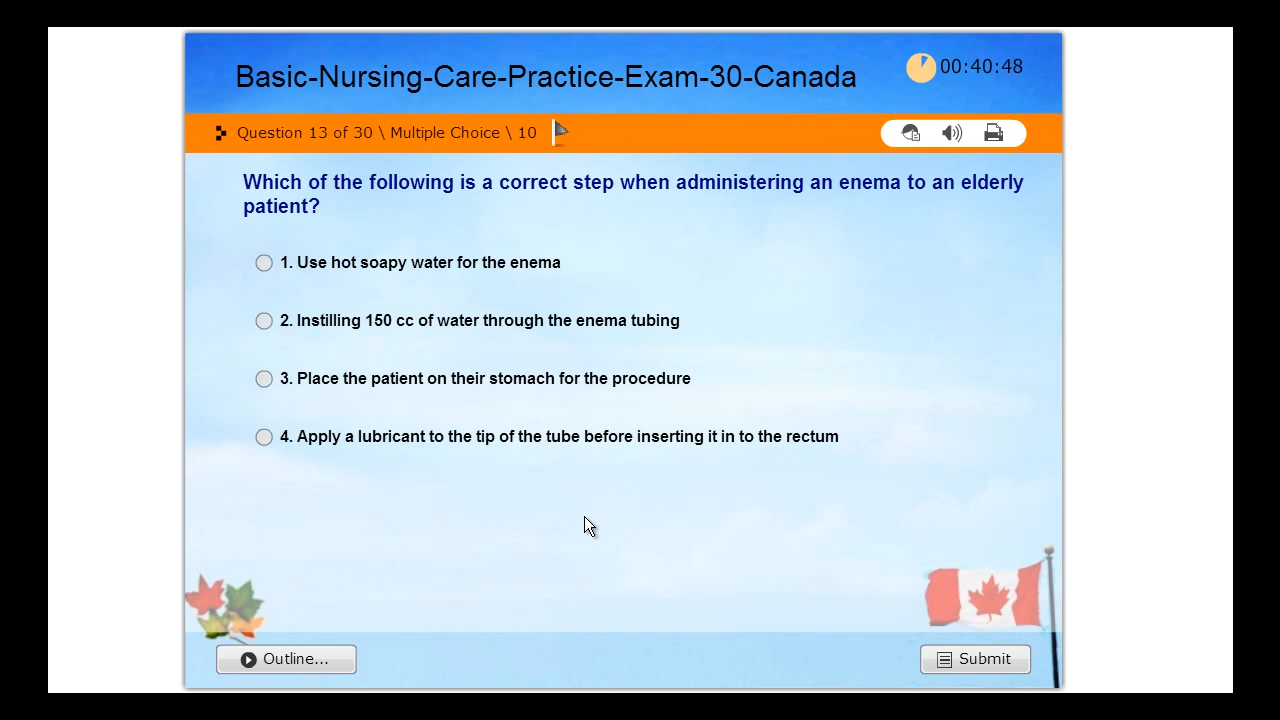 Basic-Nursing-Care-Practice-Exam-30-Canada
00:40:48
Question 13 of 30 \ Multiple Choice \ 10
Which of the following is a correct step when administering an enema to an elderly
patient?
1. Use hot soapy water for the enema
2. Instilling 150 cc of water through the enema tubing
3. Place the patient on their stomach for the procedure
4. Apply a lubricant to the tip of the tube before inserting it in to the rectum
Outline...
Submit